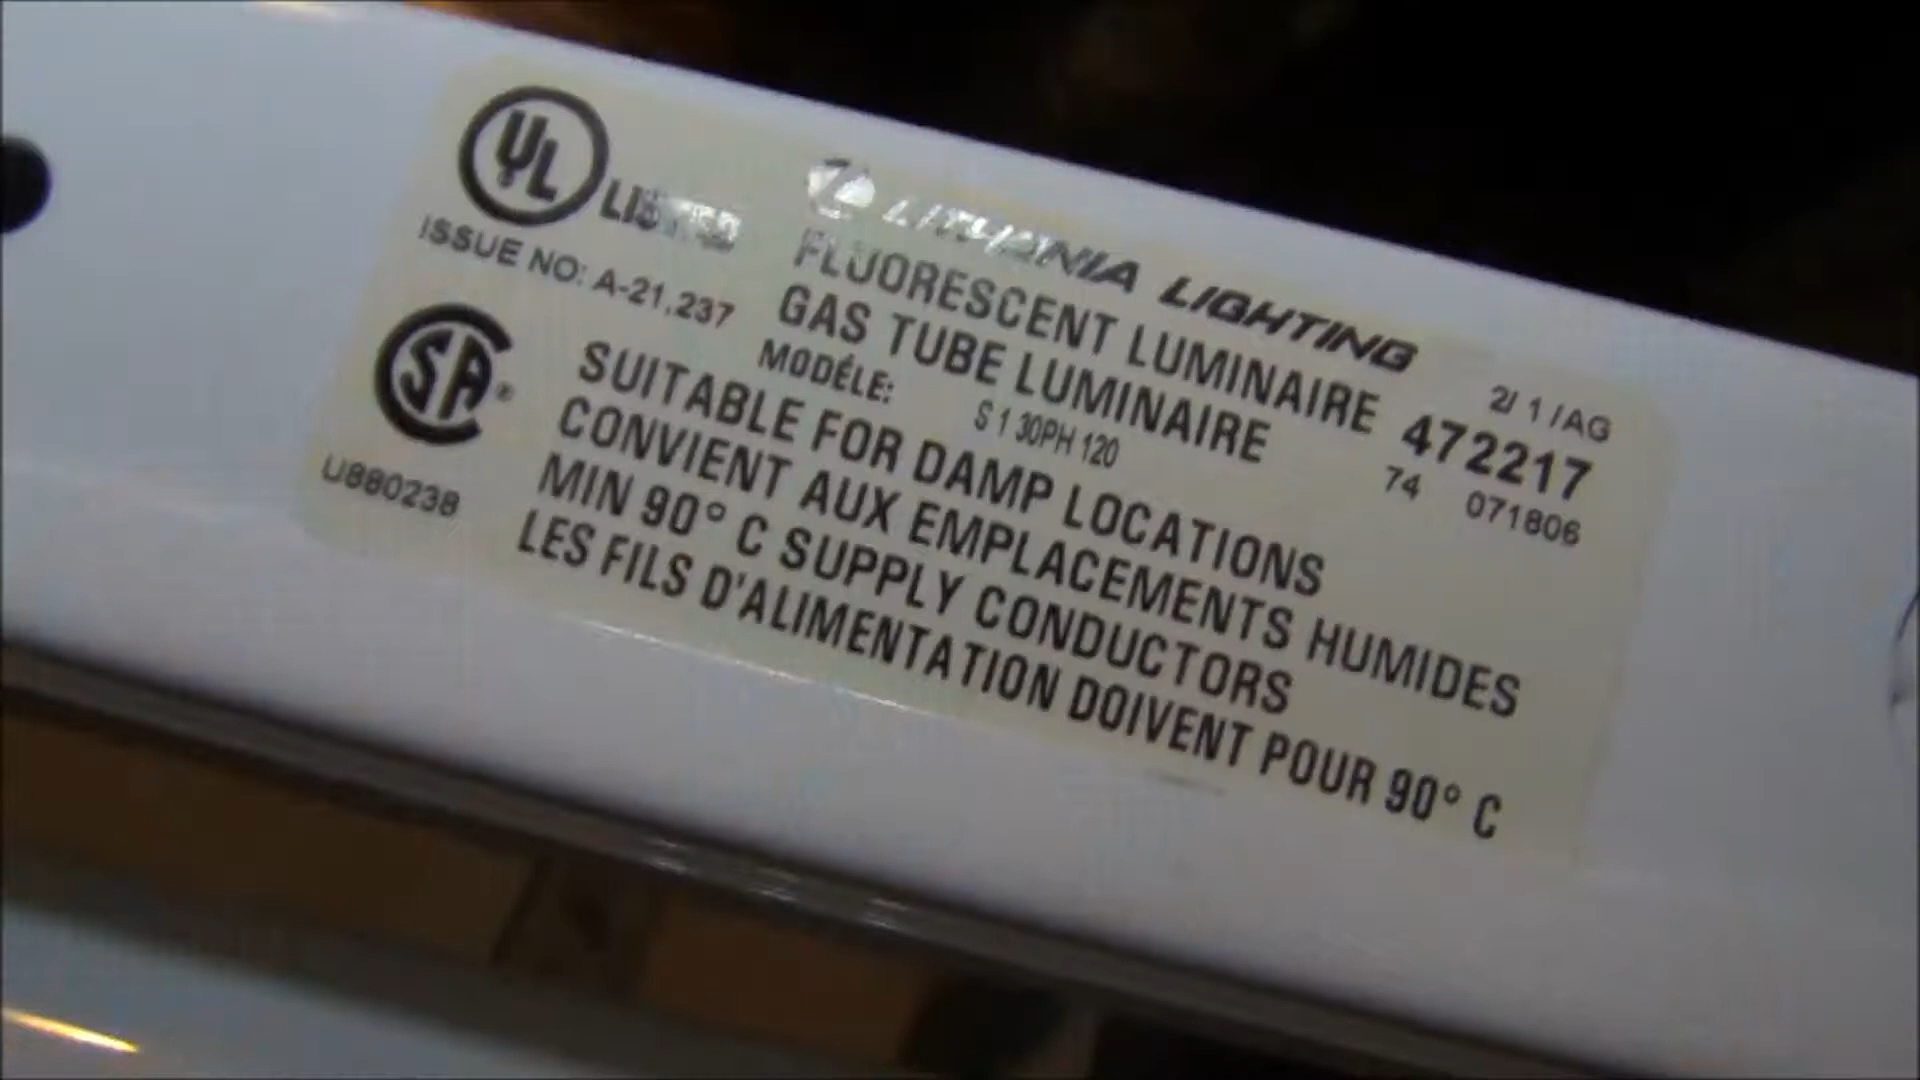 UL LISTED
ISSUE NO: A-21,237
SA®
U880238
LITHONIA LIGHTING
FLUORESCENT LUMINAIRE
GAS TUBE LUMINAIRE
MODÉLE: S 1 30PH 120
2/ 1 /AG
472217
74 071806
SUITABLE FOR DAMP LOCATIONS
CONVIENT AUX EMPLACEMENTS HUMIDES
MIN 90° C SUPPLY CONDUCTORS
LES FILS D'ALIMENTATION DOIVENT POUR 90° C